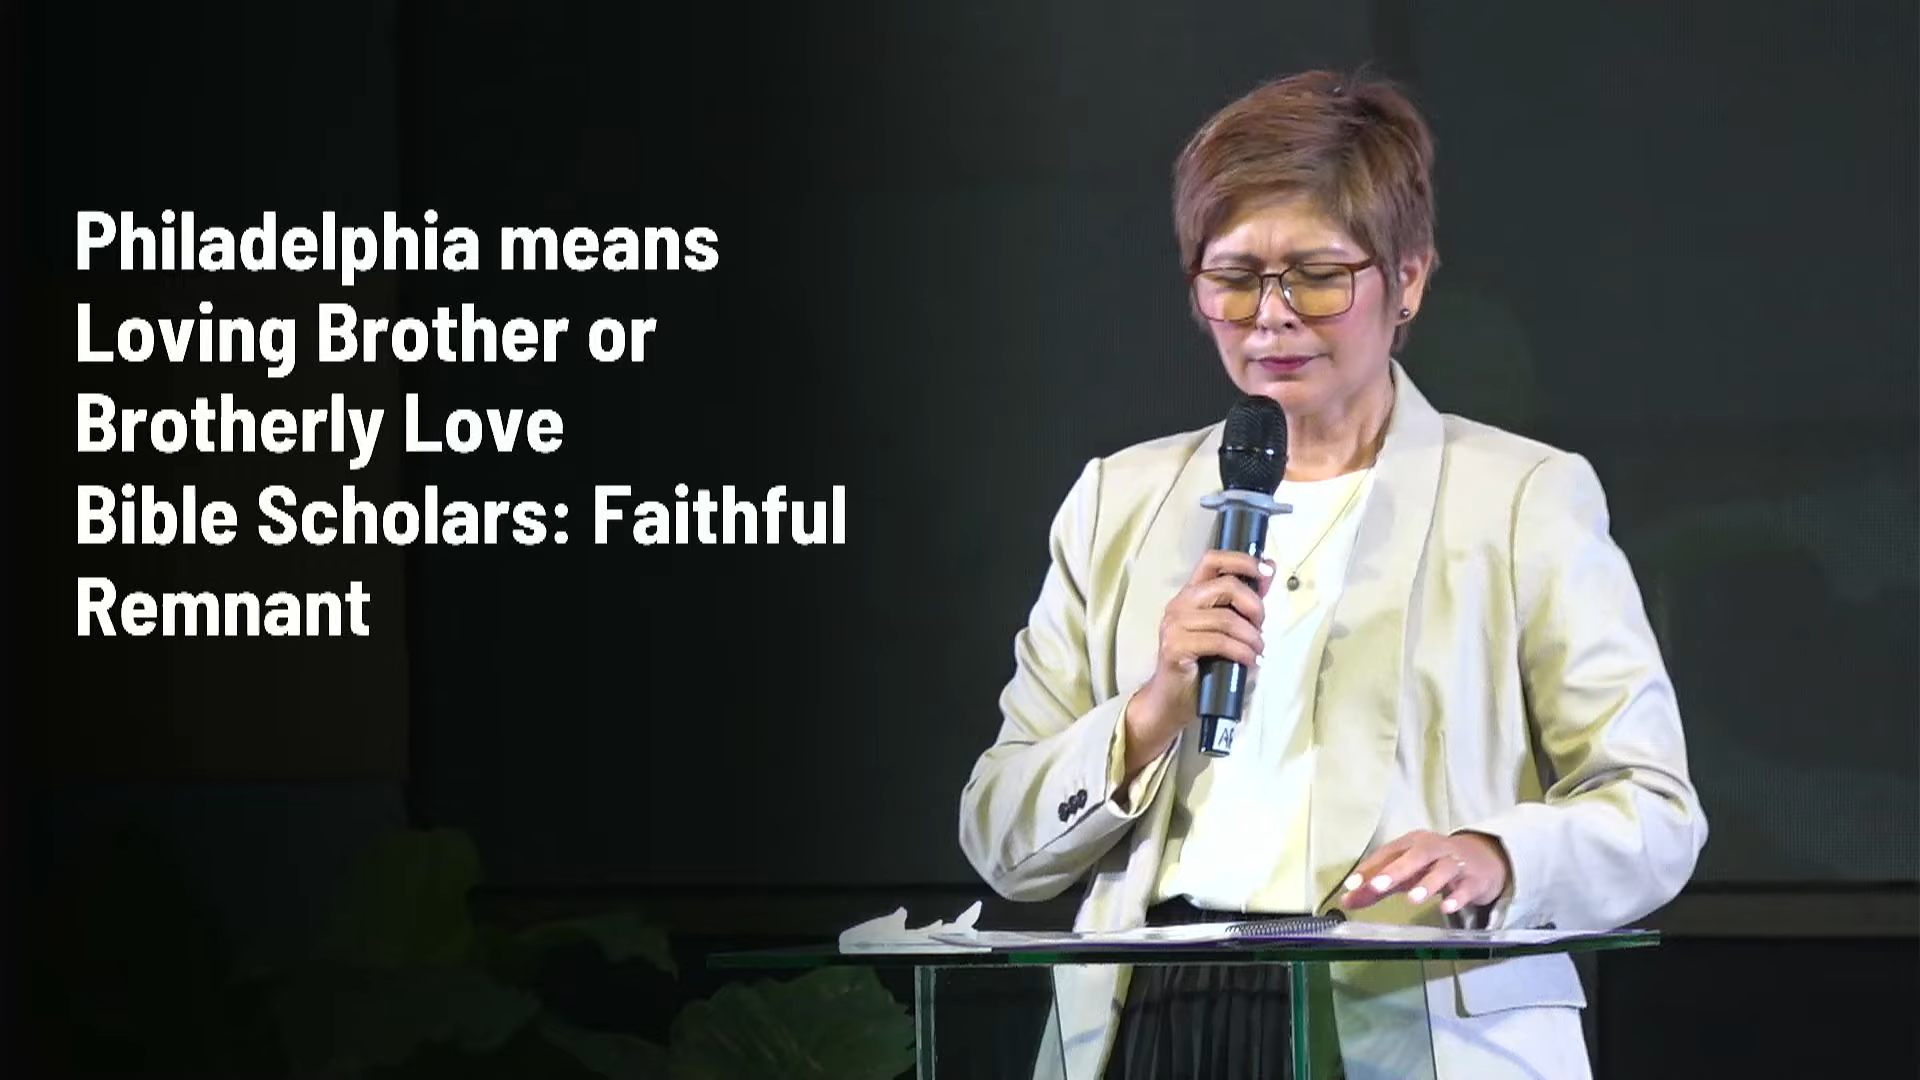 Philadelphia means
Loving Brother or
Brotherly Love
Bible Scholars: Faithful
Remnant